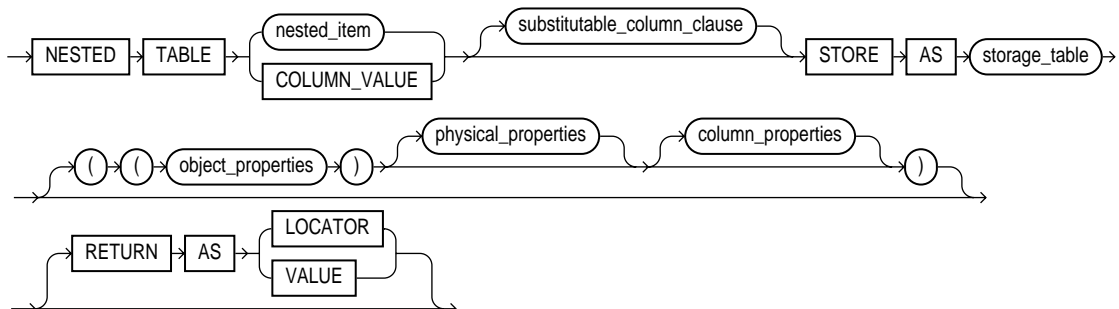 substitutable_column_clause
nested_item
NESTED TABLE STORE AS storage_table
COLUMN_VALUE
physical_properties column_properties
( ( object_properties ) )
LOCATOR
RETURN AS
VALUE